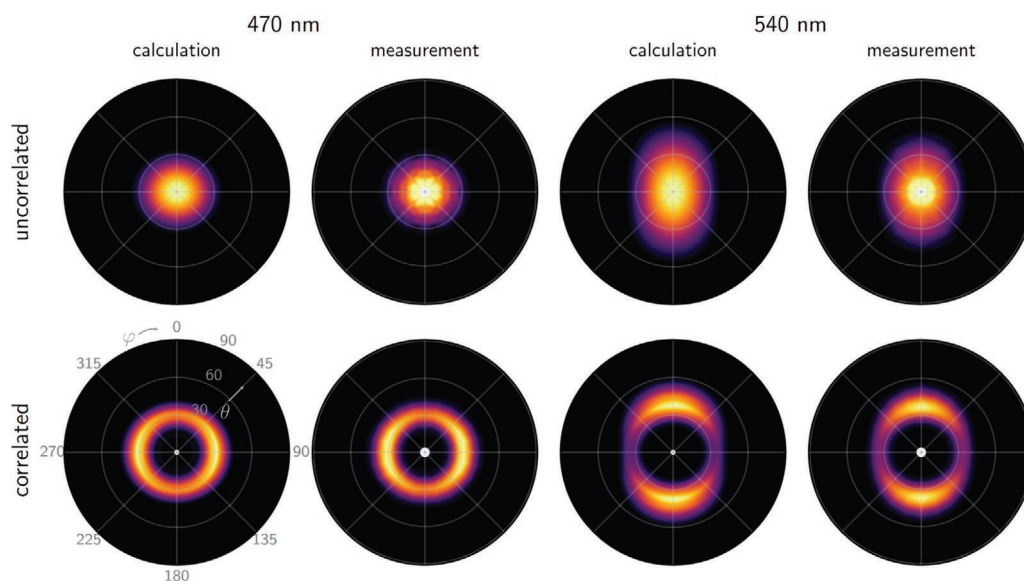 470 nm 540 nm
calculation measurement calculation measurement
uncorrelated
correlated
φ 0
315 90 45
60
30 θ
270 90
225 135
180